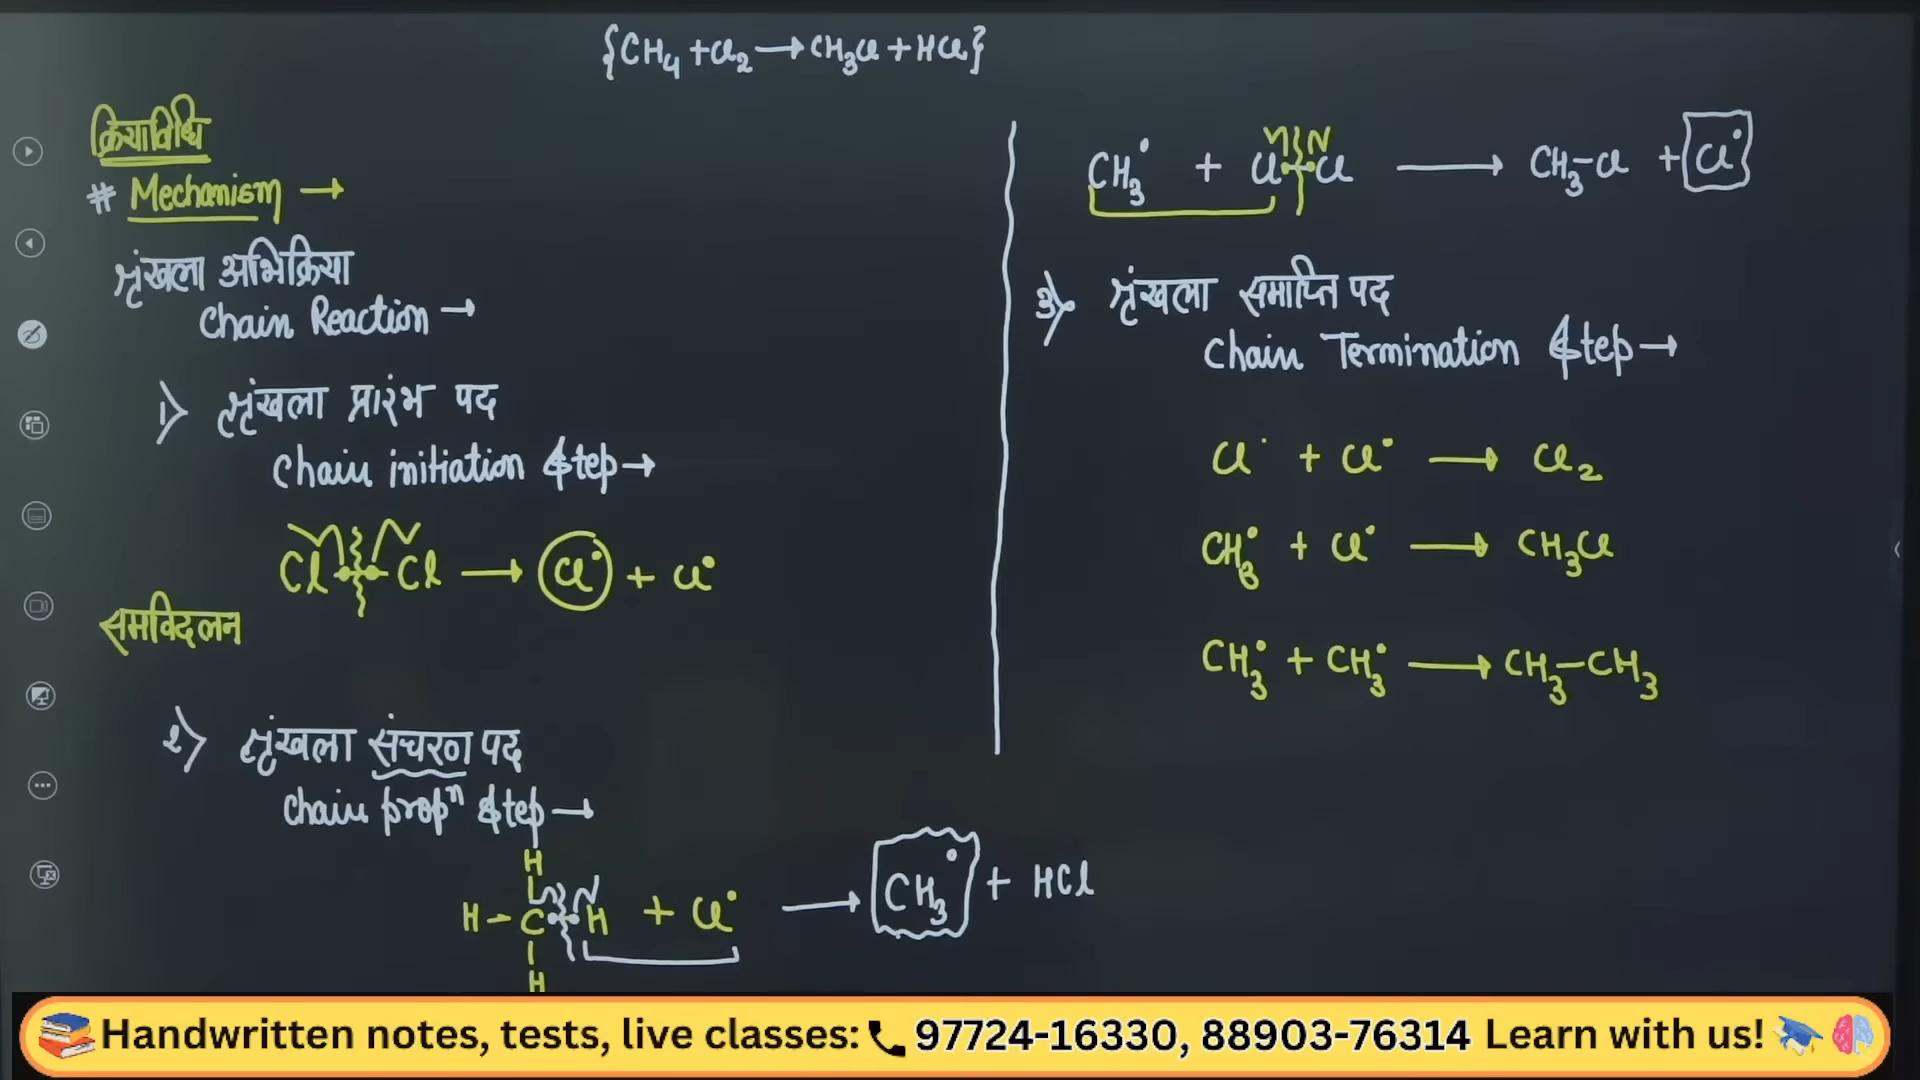 {CH₄ + Cl₂ → CH₃Cl + HCl}
क्रियाविधि
# Mechanism →
श्रृंखला अभिक्रिया
Chain Reaction →
1) श्रृंखला प्रारंभ पद
Chain initiation Step →
Cl–Cl → Cl• + Cl•
समविदलन
2) श्रृंखला संचरण पद
Chain propⁿ Step →
H
H–C–H + Cl• → CH₃• + HCl
H
CH₃• + Cl–Cl → CH₃–Cl + Cl•
3) श्रृंखला समाप्ति पद
Chain Termination Step →
Cl• + Cl• → Cl₂
CH₃• + Cl• → CH₃Cl
CH₃• + CH₃• → CH₃–CH₃
Handwritten notes, tests, live classes: 97724-16330, 88903-76314 Learn with us!